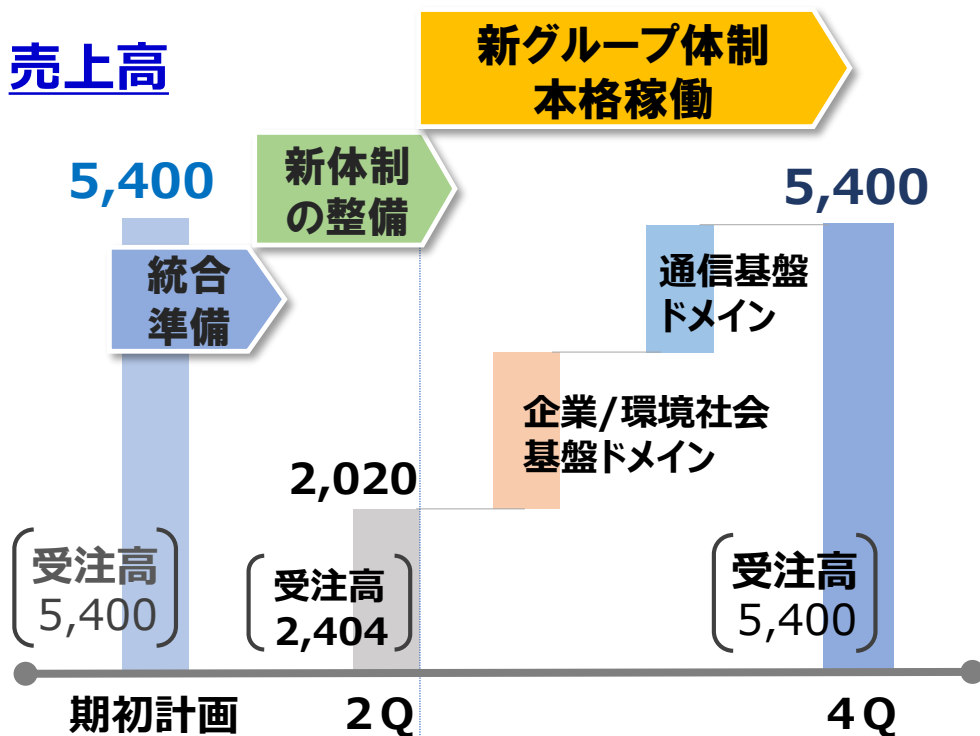 売上高
新グループ体制
本格稼働
新体制
の整備
統合
準備
5,400
5,400
通信基盤
ドメイン
企業/環境社会
基盤ドメイン
2,020
受注高
5,400
受注高
2,404
受注高
5,400
期初計画
２Ｑ
４Ｑ